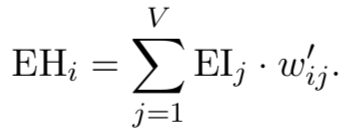 EH_i = \sum_{j=1}^{V} EI_j \cdot w'_{ij}.